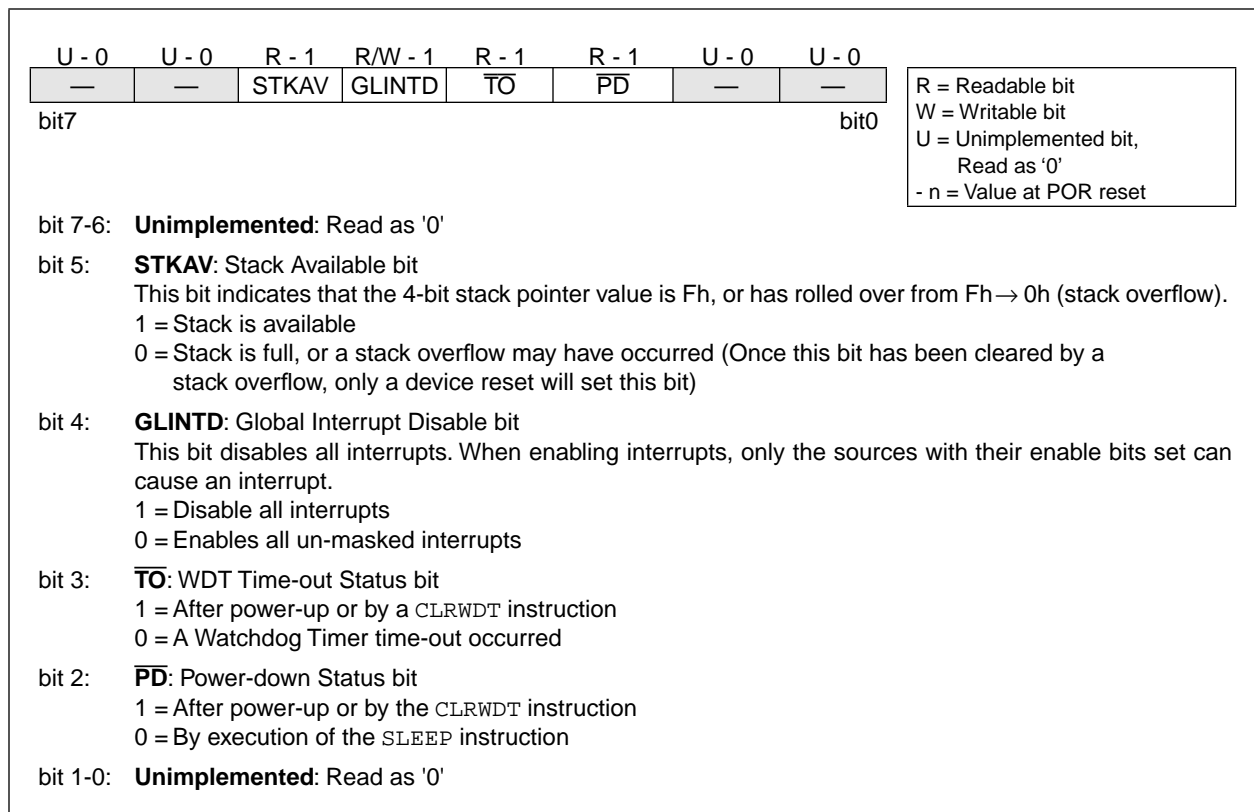 U - 0 U - 0 R - 1 R/W - 1 R - 1 R - 1 U - 0 U - 0
— — STKAV GLINTD T̅O̅ P̅D̅ — —
bit7 bit0
R = Readable bit
W = Writable bit
U = Unimplemented bit,
Read as ‘0’
- n = Value at POR reset
bit 7-6: Unimplemented: Read as '0'
bit 5: STKAV: Stack Available bit
This bit indicates that the 4-bit stack pointer value is Fh, or has rolled over from Fh→ 0h (stack overflow).
1 = Stack is available
0 = Stack is full, or a stack overflow may have occurred (Once this bit has been cleared by a
stack overflow, only a device reset will set this bit)
bit 4: GLINTD: Global Interrupt Disable bit
This bit disables all interrupts. When enabling interrupts, only the sources with their enable bits set can
cause an interrupt.
1 = Disable all interrupts
0 = Enables all un-masked interrupts
bit 3: T̅O̅: WDT Time-out Status bit
1 = After power-up or by a CLRWDT instruction
0 = A Watchdog Timer time-out occurred
bit 2: P̅D̅: Power-down Status bit
1 = After power-up or by the CLRWDT instruction
0 = By execution of the SLEEP instruction
bit 1-0: Unimplemented: Read as '0'